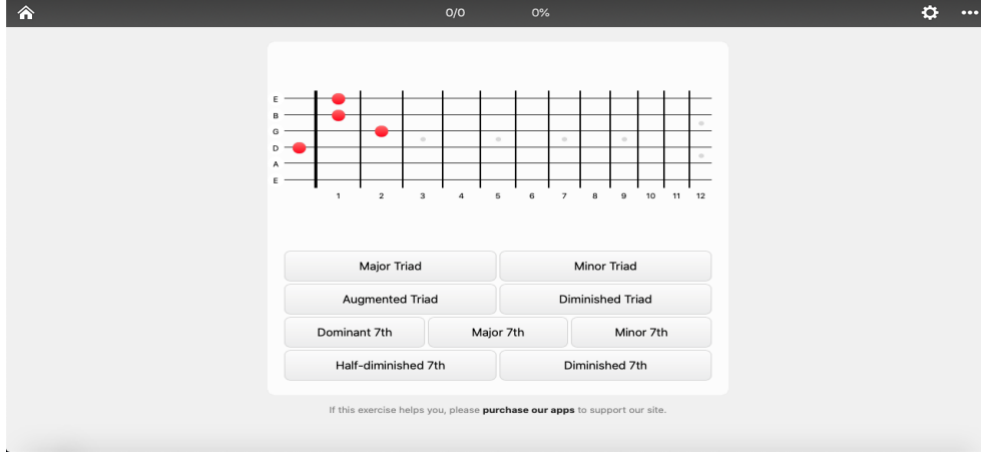 0/0 0%
E
B
G
D
A
E
1 2 3 4 5 6 7 8 9 10 11 12
Major Triad Minor Triad
Augmented Triad Diminished Triad
Dominant 7th Major 7th Minor 7th
Half-diminished 7th Diminished 7th
If this exercise helps you, please purchase our apps to support our site.